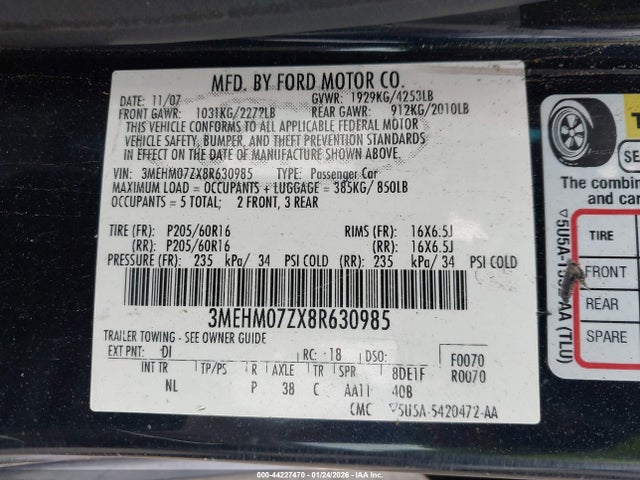 MFD. BY FORD MOTOR CO.
DATE: 11/07 GVWR: 1929KG/4253LB
FRONT GAWR: 1031KG/2272LB REAR GAWR: 912KG/2010LB
THIS VEHICLE CONFORMS TO ALL APPLICABLE FEDERAL MOTOR
VEHICLE SAFETY, BUMPER, AND THEFT PREVENTION STANDARDS
IN EFFECT ON THE DATE OF MANUFACTURE SHOWN ABOVE.
VIN: 3MEHM07ZX8R630985 TYPE: Passenger Car
MAXIMUM LOAD = OCCUPANTS + LUGGAGE = 385KG/ 850LB
OCCUPANTS = 5 TOTAL; 2 FRONT, 3 REAR
TIRE (FR): P205/60R16 RIMS (FR): 16X6.5J
(RR): P205/60R16 (RR): 16X6.5J
PRESSURE (FR): 235 kPa/ 34 PSI COLD (RR): 235 kPa/ 34 PSI COLD
3MEHM07ZX8R630985
TRAILER TOWING - SEE OWNER GUIDE
EXT PNT: DI RC: 18 DSO: F0070
INT TR TP/PS R AXLE TR SPR 8DE1F R0070
NL P 38 C AA11 40B
CMC ▽5U5A-5420472-AA
The combin
and car
TIRE
FRONT
REAR
SPARE
AA (TLU)
000-44227470 - 01/24/2026 - IAA Inc.